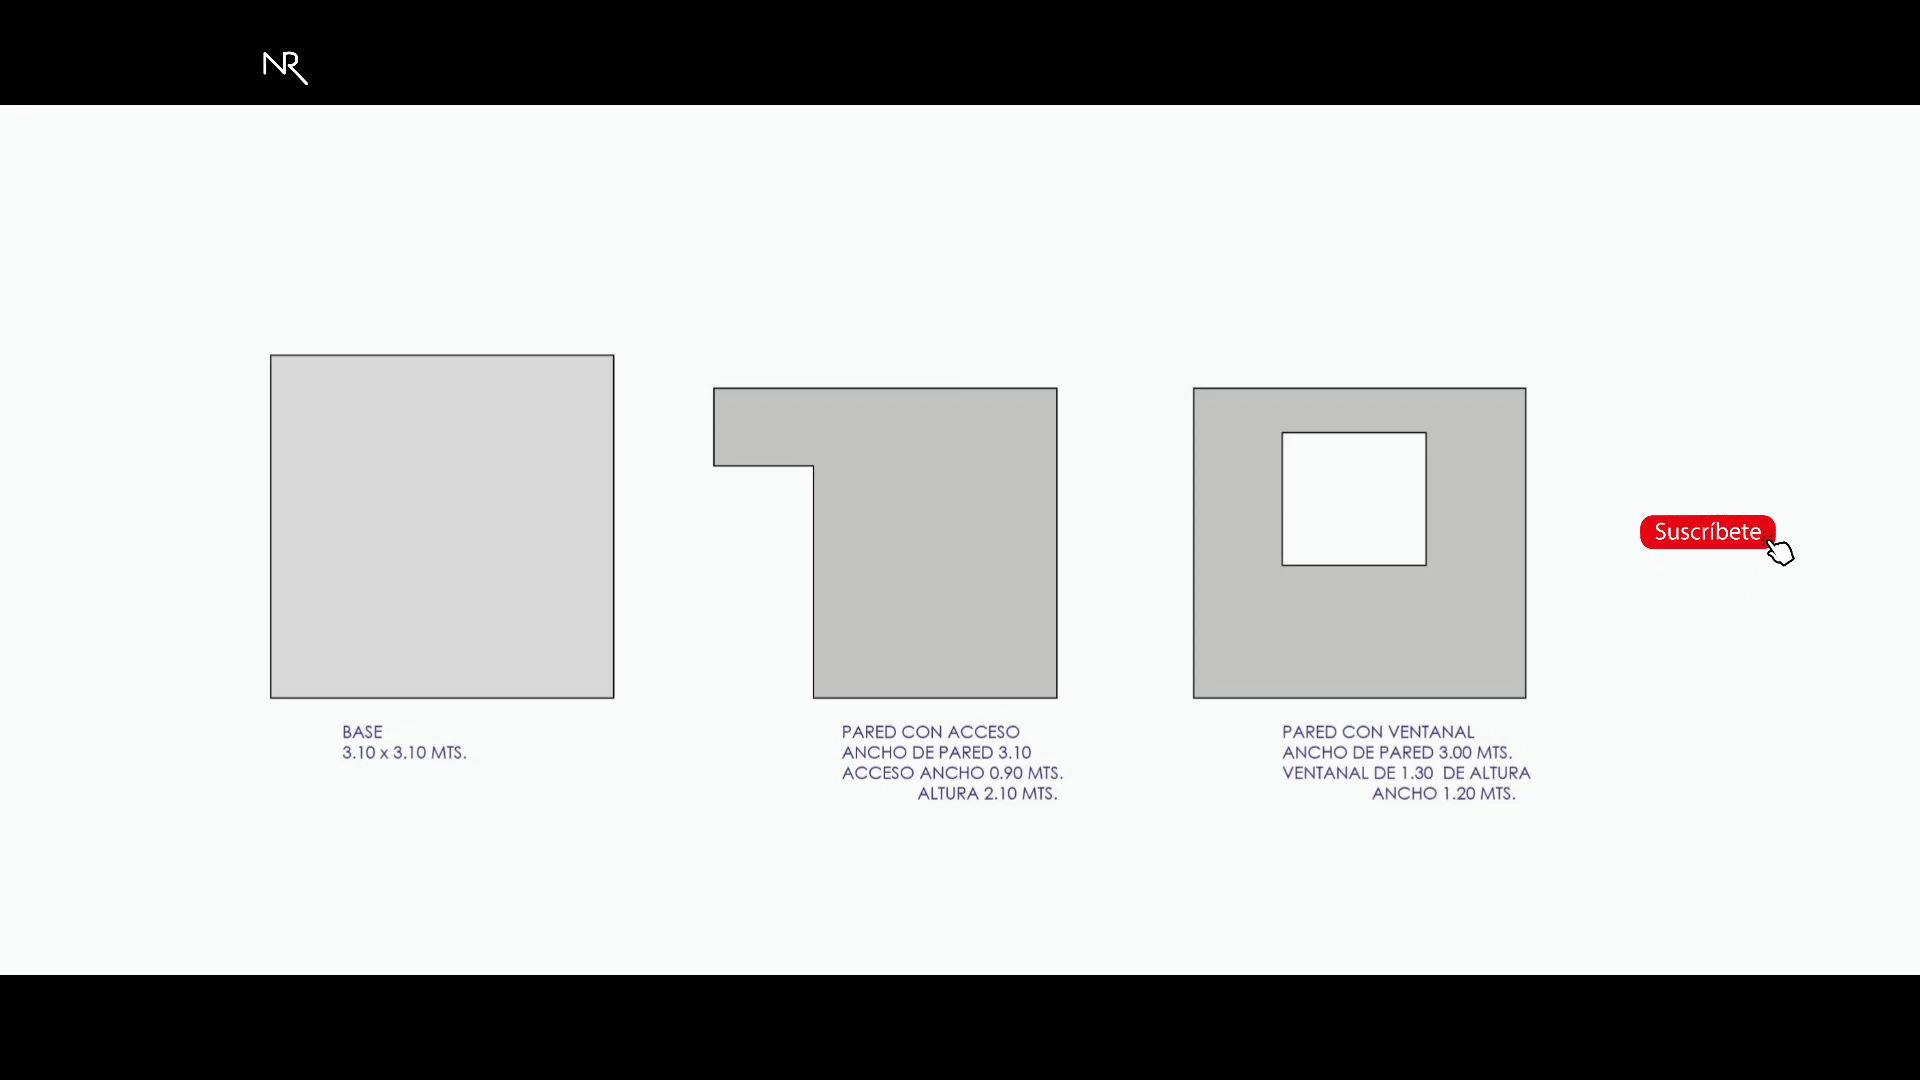 NR
BASE
3.10 x 3.10 MTS.
PARED CON ACCESO
ANCHO DE PARED 3.10
ACCESO ANCHO 0.90 MTS.
ALTURA 2.10 MTS.
PARED CON VENTANAL
ANCHO DE PARED 3.00 MTS.
VENTANAL DE 1.30 DE ALTURA
ANCHO 1.20 MTS.
Suscríbete